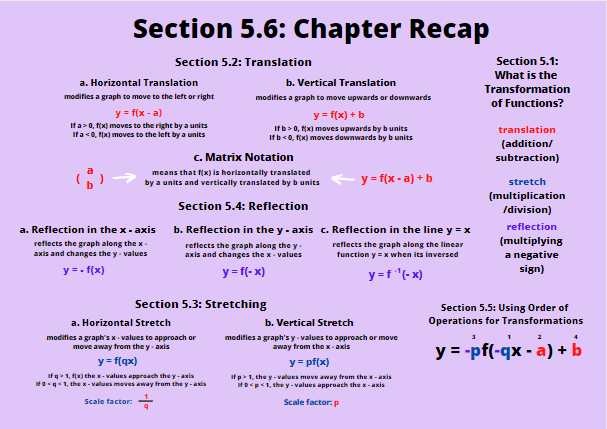 Section 5.6: Chapter Recap
Section 5.2: Translation
a. Horizontal Translation
modifies a graph to move to the left or right
y = f(x - a)
If a > 0, f(x) moves to the right by a units
If a < 0, f(x) moves to the left by a units
b. Vertical Translation
modifies a graph to move upwards or downwards
y = f(x) + b
If b > 0, f(x) moves upwards by b units
If b < 0, f(x) moves downwards by b units
c. Matrix Notation
( a
b )
means that f(x) is horizontally translated
by a units and vertically translated by b units
y = f(x - a) + b
Section 5.1:
What is the
Transformation
of Functions?
translation
(addition/
subtraction)
stretch
(multiplication
/division)
reflection
(multiplying
a negative
sign)
Section 5.4: Reflection
a. Reflection in the x - axis
reflects the graph along the x -
axis and changes the y - values
y = - f(x)
b. Reflection in the y - axis
reflects the graph along the y -
axis and changes the x - values
y = f(- x)
c. Reflection in the line y = x
reflects the graph along the linear
function y = x when its inversed
y = f ⁻¹(- x)
Section 5.3: Stretching
a. Horizontal Stretch
modifies a graph's x - values to approach or
move away from the y - axis
y = f(qx)
If q > 1, f(x) the x - values approach the y - axis
If 0 < q < 1, the x - values moves away from the y - axis
Scale factor: 1/q
b. Vertical Stretch
modifies a graph's y - values to approach or move
away from the x - axis
y = pf(x)
If p > 1, the y - values move away from the x - axis
If 0 < p < 1, the y - values approach the x - axis
Scale factor: p
Section 5.5: Using Order of
Operations for Transformations
3 1 2 4
y = -pf(-qx - a) + b